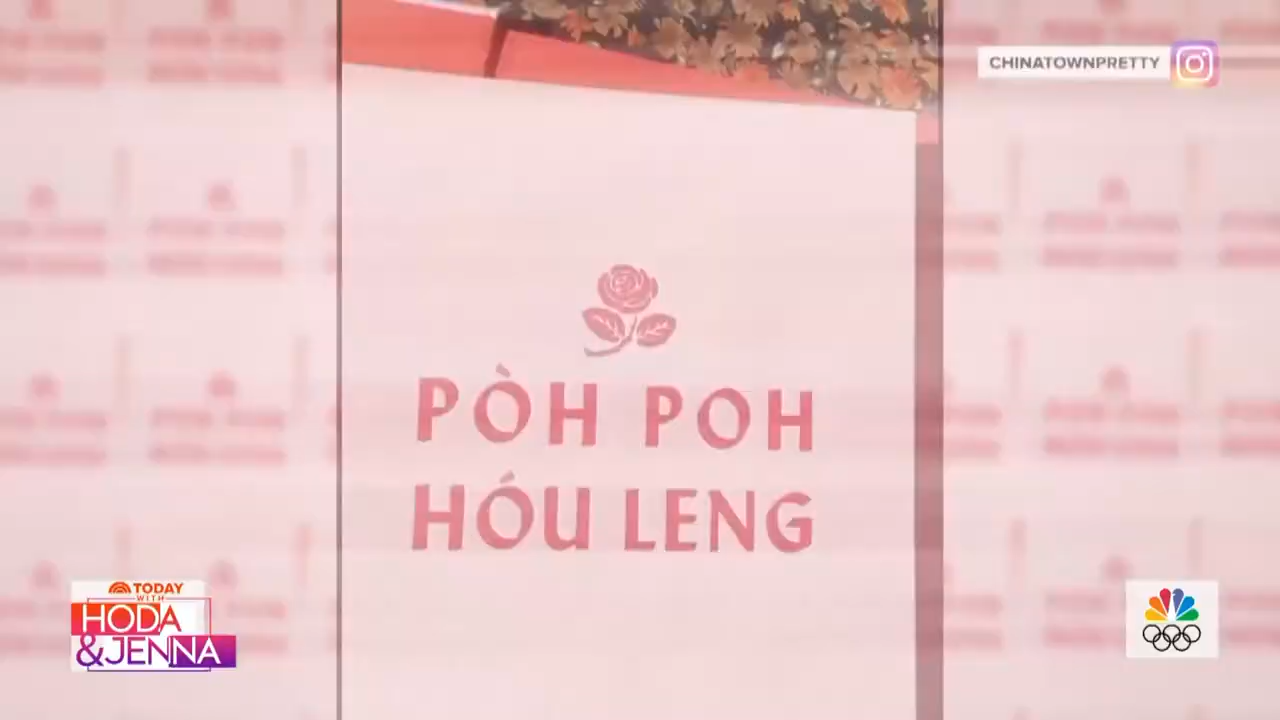 CHINATOWNPRETTY
PÒH POH
HÓU LENG
TODAY
WITH
HODA
&JENNA